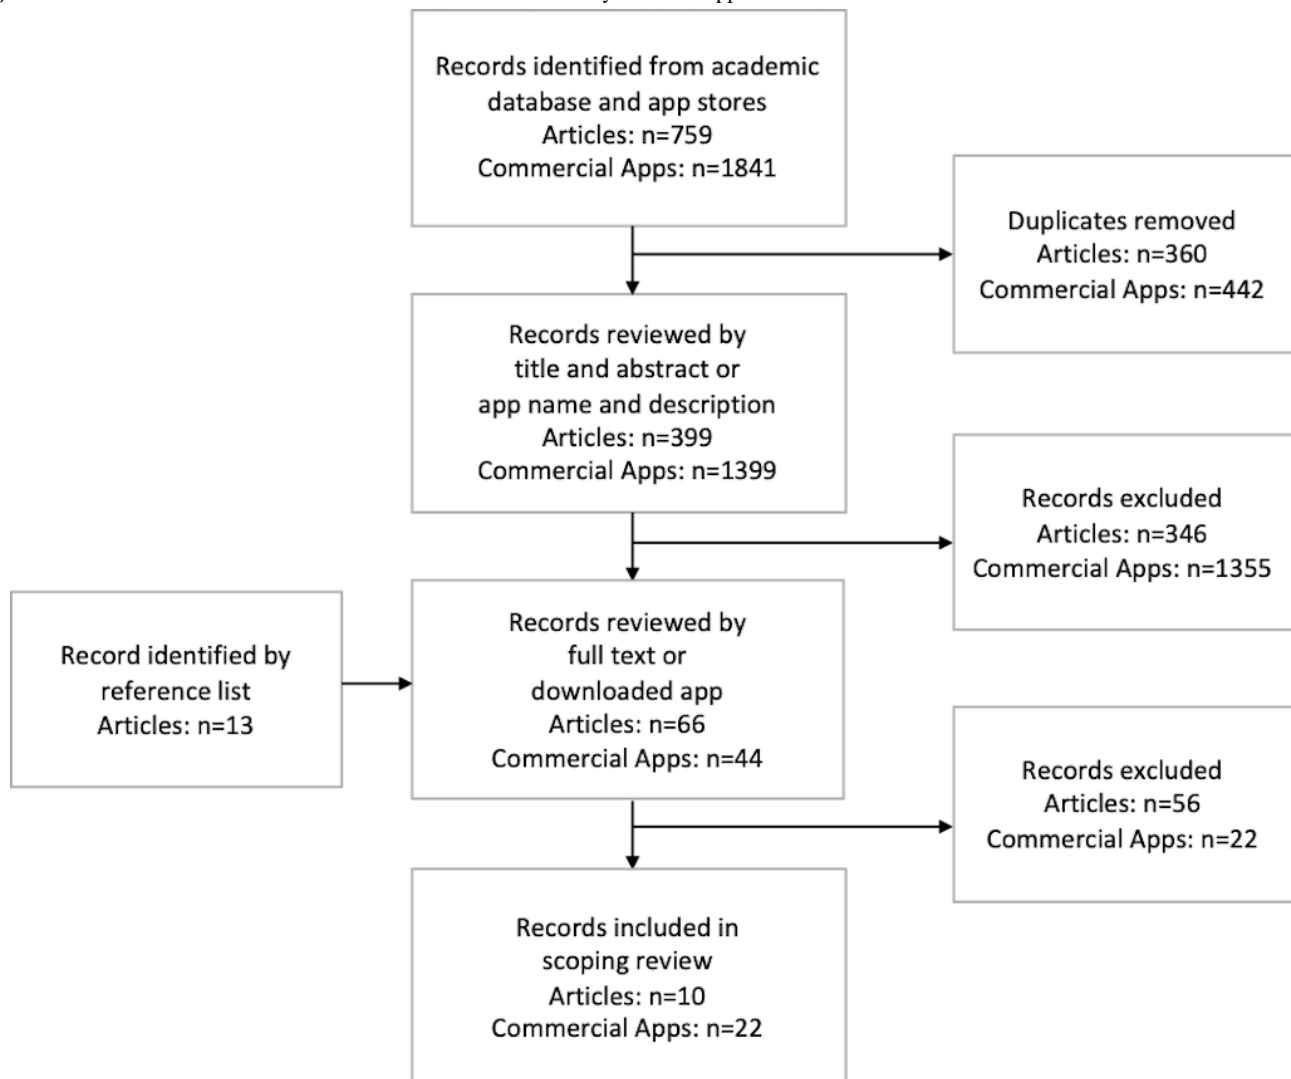 Records identified from academic
database and app stores
Articles: n=759
Commercial Apps: n=1841
Duplicates removed
Articles: n=360
Commercial Apps: n=442
Records reviewed by
title and abstract or
app name and description
Articles: n=399
Commercial Apps: n=1399
Records excluded
Articles: n=346
Commercial Apps: n=1355
Record identified by
reference list
Articles: n=13
Records reviewed by
full text or
downloaded app
Articles: n=66
Commercial Apps: n=44
Records excluded
Articles: n=56
Commercial Apps: n=22
Records included in
scoping review
Articles: n=10
Commercial Apps: n=22